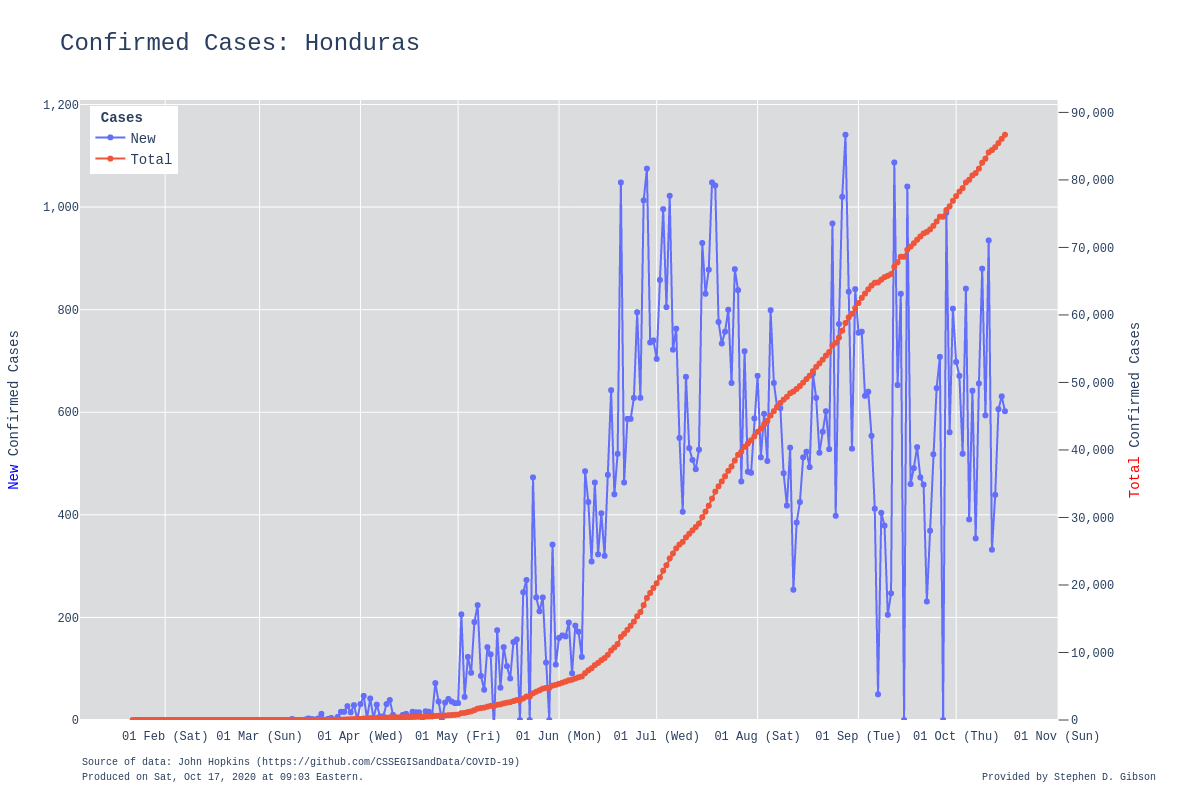 Confirmed Cases: Honduras
Cases
New
Total
1,200
1,000
800
600
400
200
0
90,000
80,000
70,000
60,000
50,000
40,000
30,000
20,000
10,000
0
New Confirmed Cases
Total Confirmed Cases
01 Feb (Sat) 01 Mar (Sun) 01 Apr (Wed) 01 May (Fri) 01 Jun (Mon) 01 Jul (Wed) 01 Aug (Sat) 01 Sep (Tue) 01 Oct (Thu) 01 Nov (Sun)
Source of data: John Hopkins (https://github.com/CSSEGISandData/COVID-19)
Produced on Sat, Oct 17, 2020 at 09:03 Eastern.
Provided by Stephen D. Gibson